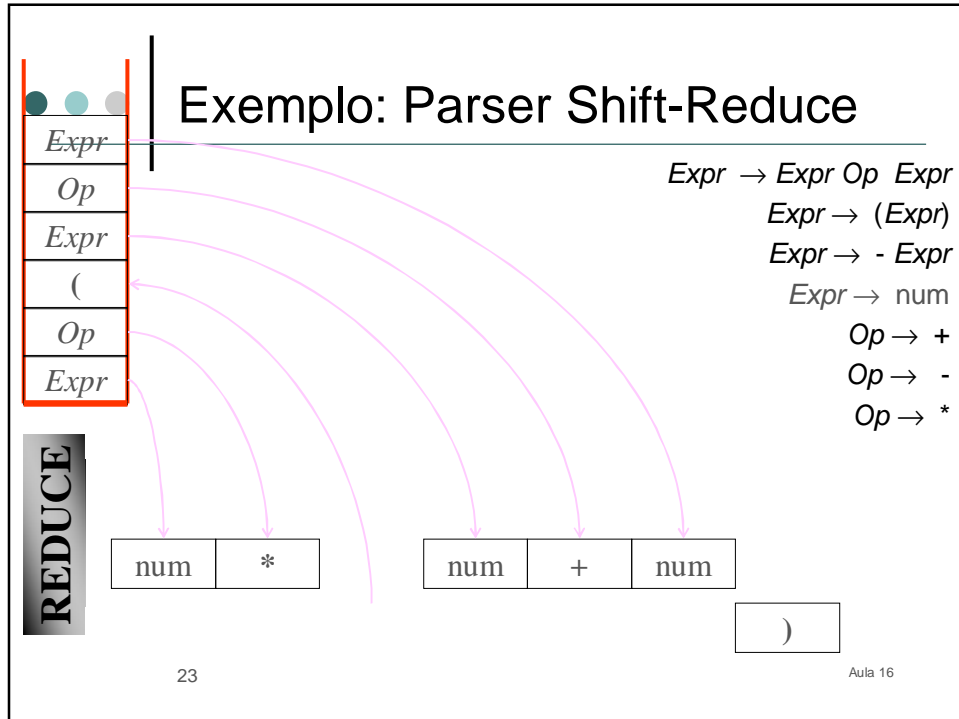 Exemplo: Parser Shift-Reduce
Expr
Op
Expr
(
Op
Expr
Expr → Expr Op Expr
Expr → (Expr)
Expr → - Expr
Expr → num
Op → +
Op → -
Op → *
REDUCE
num * num + num
)
23
Aula 16